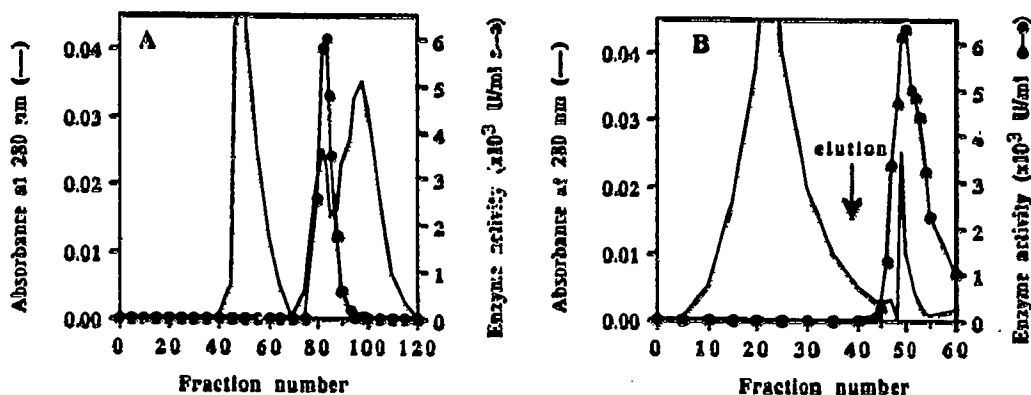 A
Absorbance at 280 nm (—)
0.04
0.03
0.02
0.01
0.00
0 20 40 60 80 100 120
Fraction number
6
5
4
3
2
1
0
Enzyme activity (x10³ U/ml ●–●)
B
Absorbance at 280 nm (—)
0.04
0.03
0.02
0.01
0.00
elution
0 10 20 30 40 50 60
Fraction number
6
5
4
3
2
1
0
Enzyme activity (x10³ U/ml ●–●)